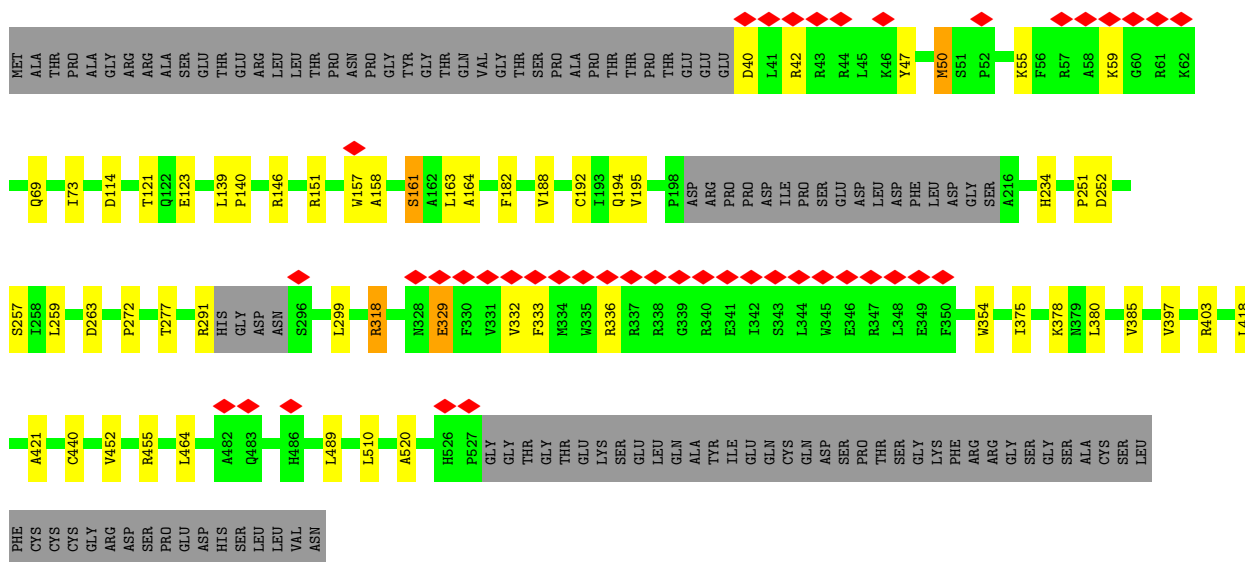 MET ALA THR PRO ALA GLY ARG ARG ALA SER GLU THR GLU ARG LEU LEU THR PRO ASN PRO GLY TYR GLY THR GLN VAL GLY THR SER PRO ALA PRO THR THR PRO THR GLU GLU GLU D40 L41 R42 R43 R44 L45 K46 Y47 M50 S51 P52 K55 F56 R57 A58 K59 G60 R61 K62
Q69 I73 D114 T121 Q122 E123 L139 P140 R146 R151 W157 A158 S161 A162 L163 A164 F182 V188 C192 I193 Q194 V195 P198 ASP ARG PRO PRO ASP ILE PRO SER GLU ASP LEU ASP ASP PHE LEU ASP GLY SER A216 H234 P251 D252
S257 I258 L259 D263 P272 T277 R291 HIS GLY ASP ASN S296 L299 R318 N328 E329 F330 V331 V332 F333 M334 W335 R336 R337 R338 G339 R340 E341 I342 S343 L344 W345 E346 R347 L348 E349 F350 W354 I375 K378 N379 L380 V385 V397 R403 L418
A421 C440 V452 R455 L464 A482 Q483 H486 L489 L510 A520 H526 P527 GLY GLY THR GLY THR GLU LYS SER GLU LEU GLN ALA TYR ILE GLU GLN CYS GLN ASP SER PRO THR SER GLY LYS PHE ARG ARG GLY SER GLY SER ALA CYS SER LEU
PHE CYS CYS CYS GLY ARG ASP SER PRO GLU ASP HIS SER LEU LEU VAL ASN